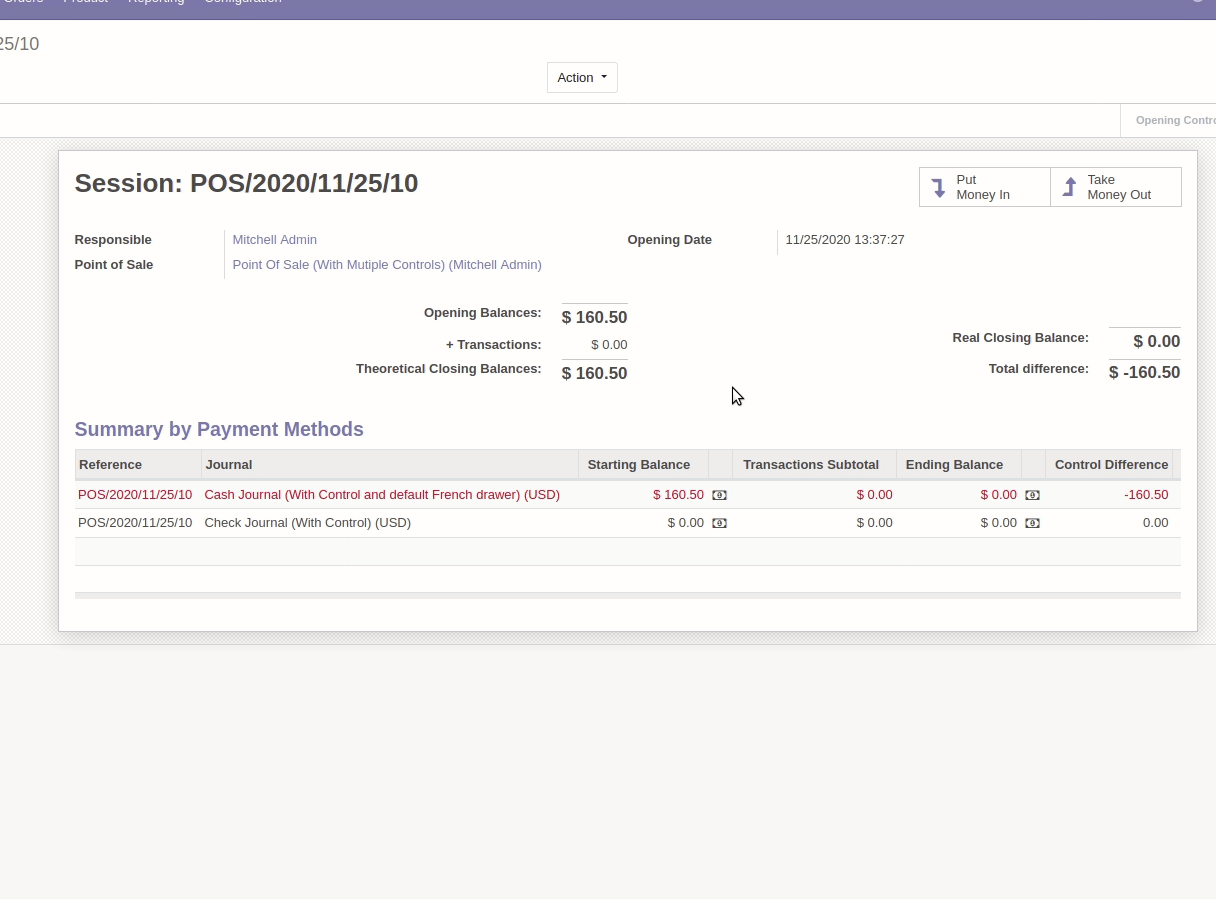 Orders Product Reporting Configuration
25/10
Action
Opening Contro
Session: POS/2020/11/25/10
Put Money In
Take Money Out
Responsible Mitchell Admin Opening Date 11/25/2020 13:37:27
Point of Sale Point Of Sale (With Mutiple Controls) (Mitchell Admin)
Opening Balances: $ 160.50
+ Transactions: $ 0.00
Theoretical Closing Balances: $ 160.50
Real Closing Balance: $ 0.00
Total difference: $ -160.50
Summary by Payment Methods
Reference Journal Starting Balance Transactions Subtotal Ending Balance Control Difference
POS/2020/11/25/10 Cash Journal (With Control and default French drawer) (USD) $ 160.50 $ 0.00 $ 0.00 -160.50
POS/2020/11/25/10 Check Journal (With Control) (USD) $ 0.00 $ 0.00 $ 0.00 0.00